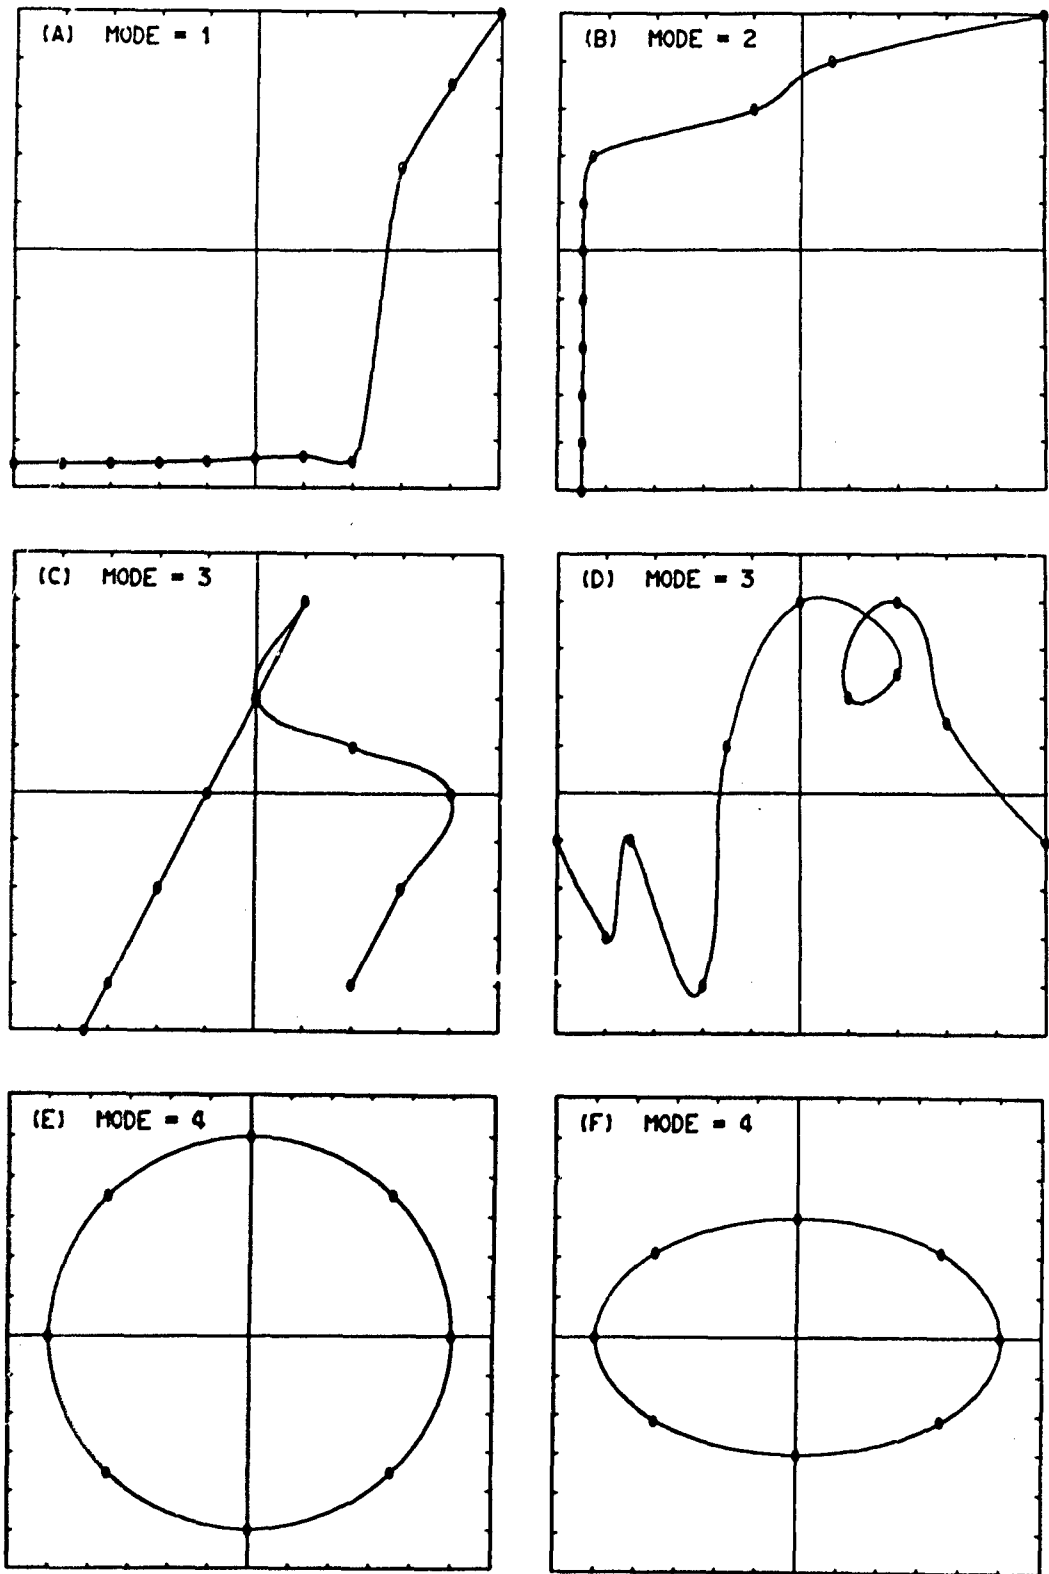 (A) MODE = 1
(B) MODE = 2
(C) MODE = 3
(D) MODE = 3
(E) MODE = 4
(F) MODE = 4